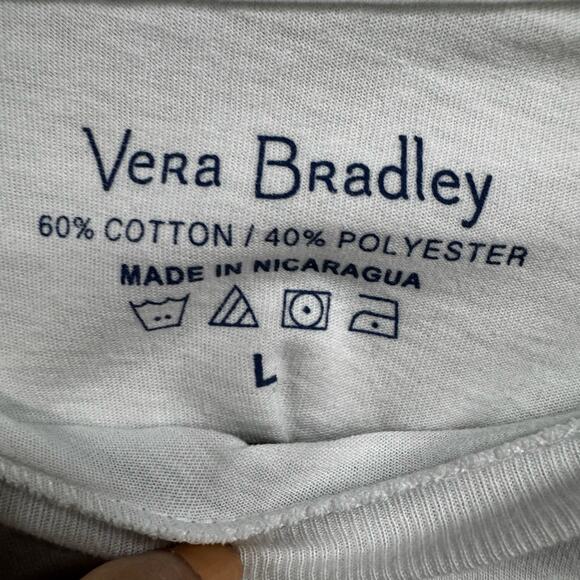 Vera Bradley
60% COTTON / 40% POLYESTER
MADE IN NICARAGUA
L